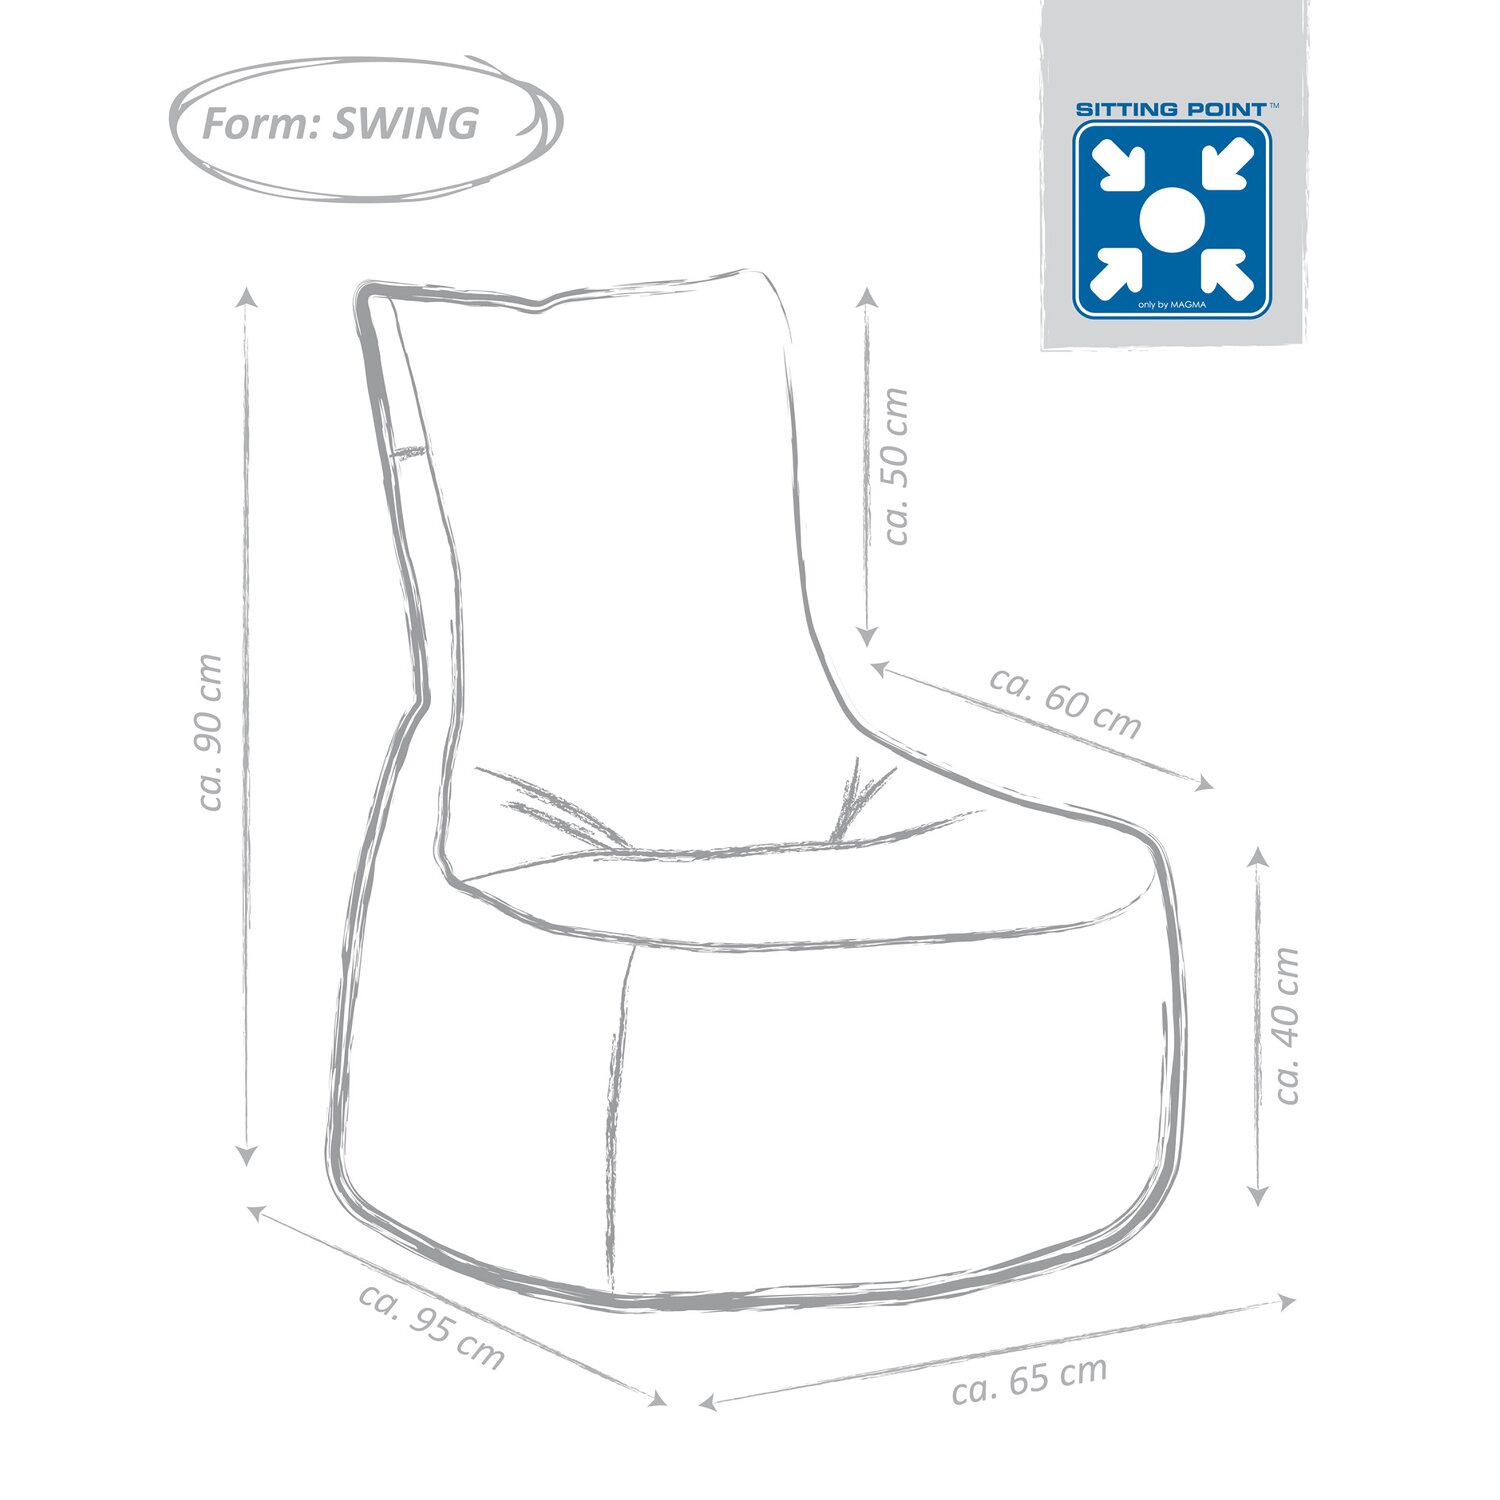 Form: SWING
SITTING POINT™
only by MAGMA
ca. 50 cm
ca. 60 cm
ca. 90 cm
ca. 40 cm
ca. 95 cm
ca. 65 cm